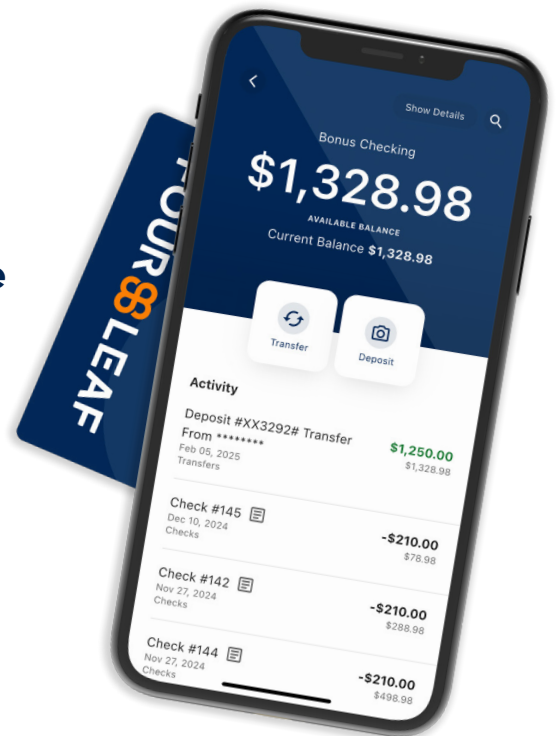 e
FOUR LEAF
Show Details
Bonus Checking
$1,328.98
AVAILABLE BALANCE
Current Balance $1,328.98
Transfer
Deposit
Activity
Deposit #XX3292# Transfer
From ********
$1,250.00
Feb 05, 2025
$1,328.98
Transfers
Check #145
-$210.00
Dec 10, 2024
$78.98
Checks
Check #142
-$210.00
Nov 27, 2024
$288.98
Checks
Check #144
-$210.00
Nov 27, 2024
$498.98
Checks